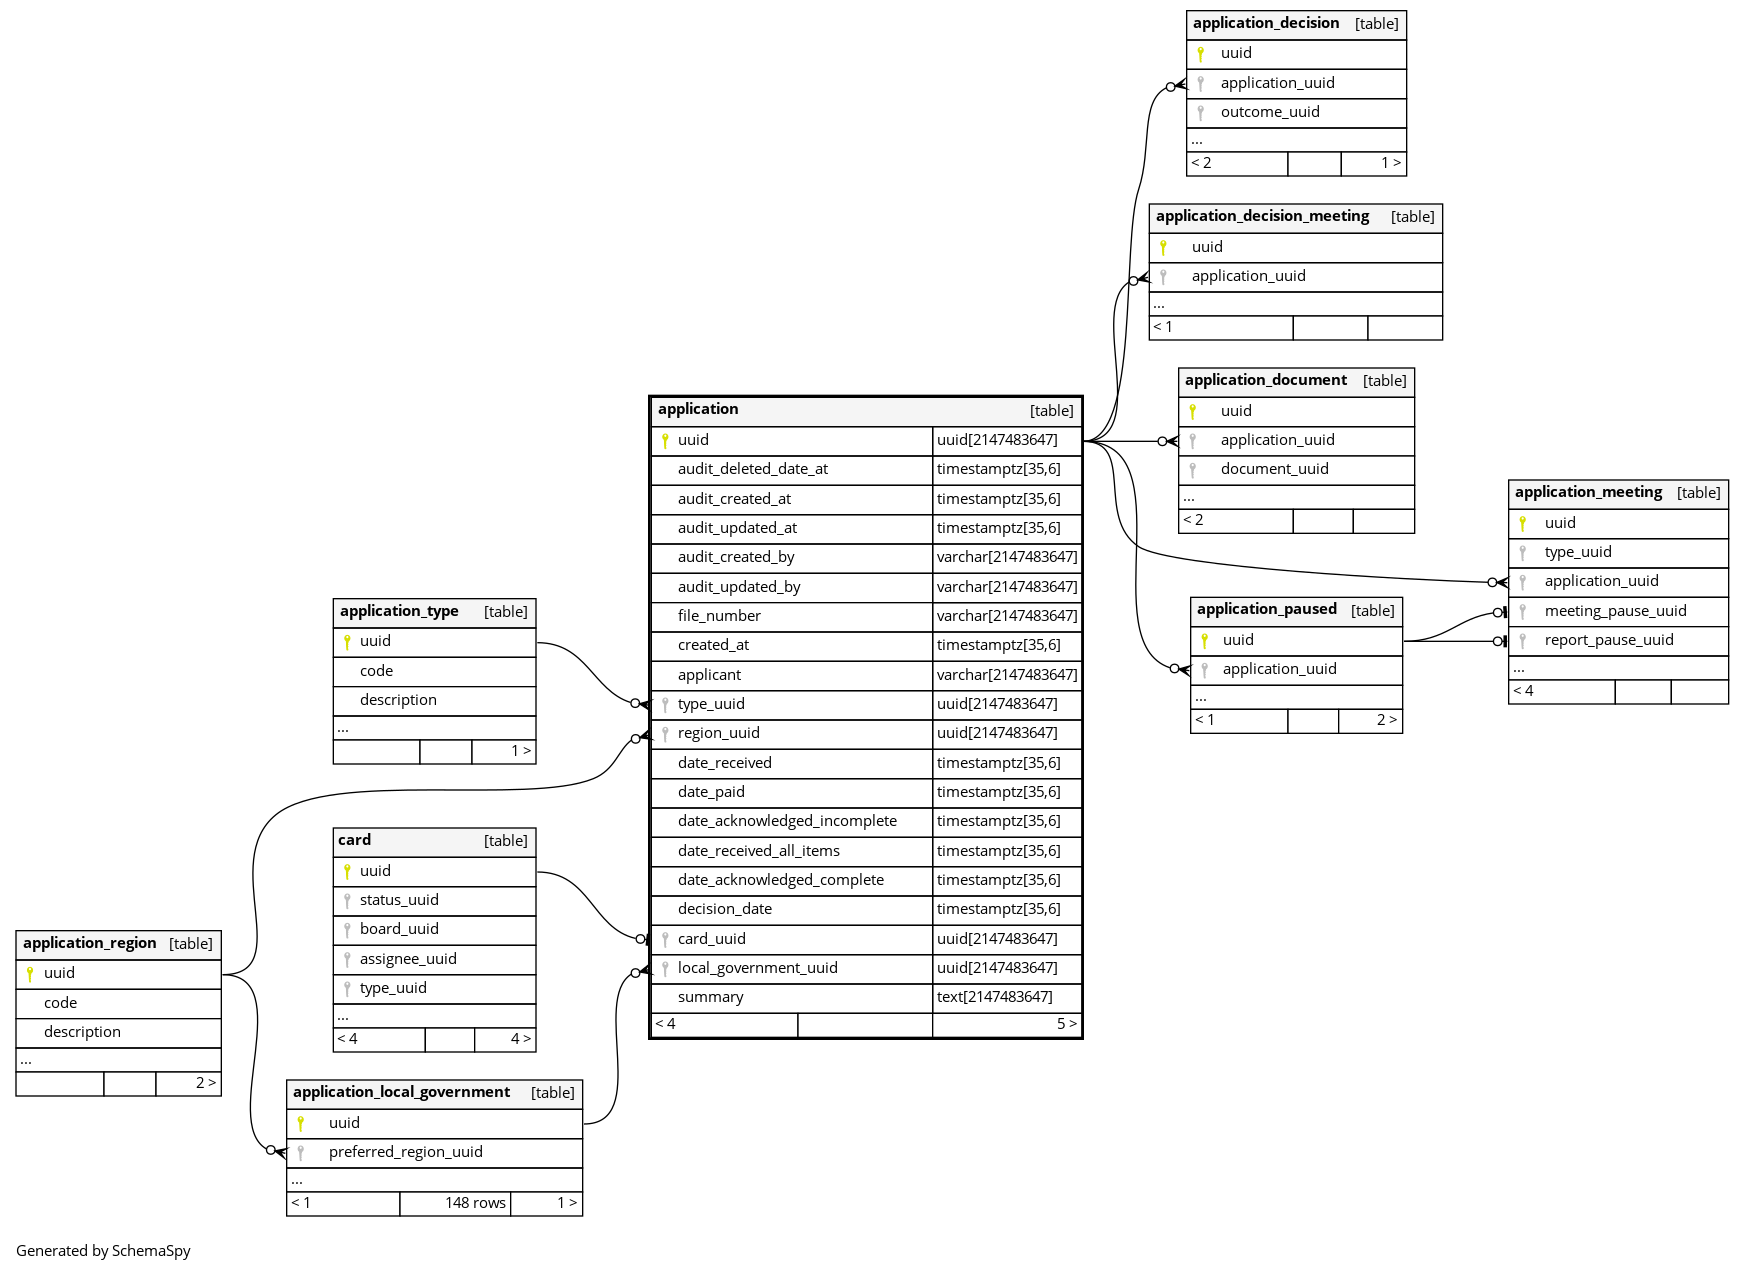 application_decision [table]
uuid
application_uuid
outcome_uuid
...
< 2 1 >
application_decision_meeting [table]
uuid
application_uuid
...
< 1
application_document [table]
uuid
application_uuid
document_uuid
...
< 2
application_meeting [table]
uuid
type_uuid
application_uuid
meeting_pause_uuid
report_pause_uuid
...
< 4
application_paused [table]
uuid
application_uuid
...
< 1 2 >
application [table]
uuid uuid[2147483647]
audit_deleted_date_at timestamptz[35,6]
audit_created_at timestamptz[35,6]
audit_updated_at timestamptz[35,6]
audit_created_by varchar[2147483647]
audit_updated_by varchar[2147483647]
file_number varchar[2147483647]
created_at timestamptz[35,6]
applicant varchar[2147483647]
type_uuid uuid[2147483647]
region_uuid uuid[2147483647]
date_received timestamptz[35,6]
date_paid timestamptz[35,6]
date_acknowledged_incomplete timestamptz[35,6]
date_received_all_items timestamptz[35,6]
date_acknowledged_complete timestamptz[35,6]
decision_date timestamptz[35,6]
card_uuid uuid[2147483647]
local_government_uuid uuid[2147483647]
summary text[2147483647]
< 4 5 >
application_type [table]
uuid
code
description
...
1 >
card [table]
uuid
status_uuid
board_uuid
assignee_uuid
type_uuid
...
< 4 4 >
application_region [table]
uuid
code
description
...
2 >
application_local_government [table]
uuid
preferred_region_uuid
...
< 1 148 rows 1 >
Generated by SchemaSpy